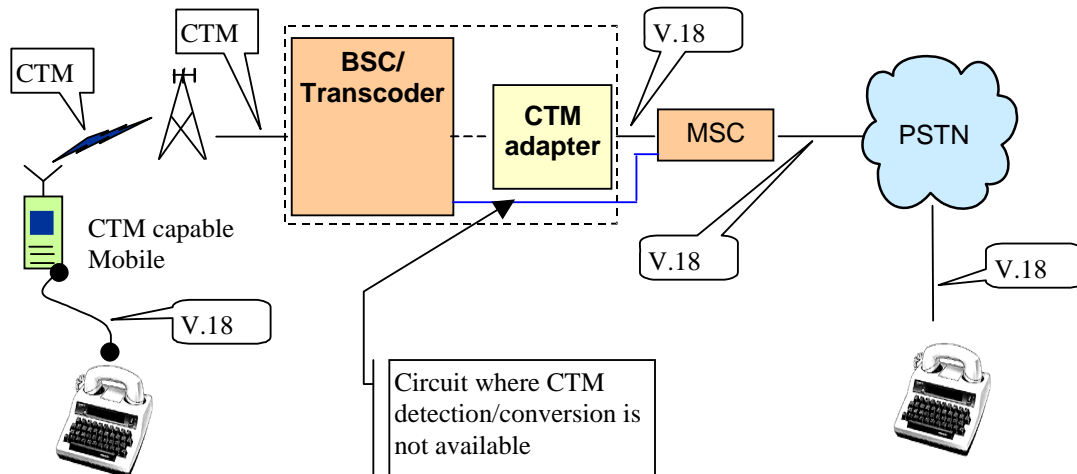 CTM
CTM
BSC/
Transcoder
CTM
adapter
V.18
MSC
PSTN
CTM capable
Mobile
V.18
V.18
V.18
Circuit where CTM
detection/conversion is
not available